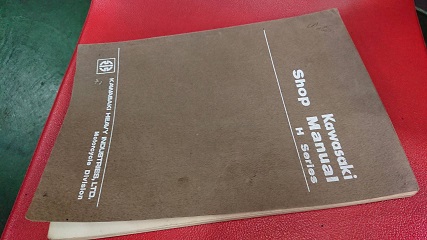 Kawasaki
Shop Manual
H Series
KAWASAKI HEAVY INDUSTRIES, LTD.
Motorcycle Division